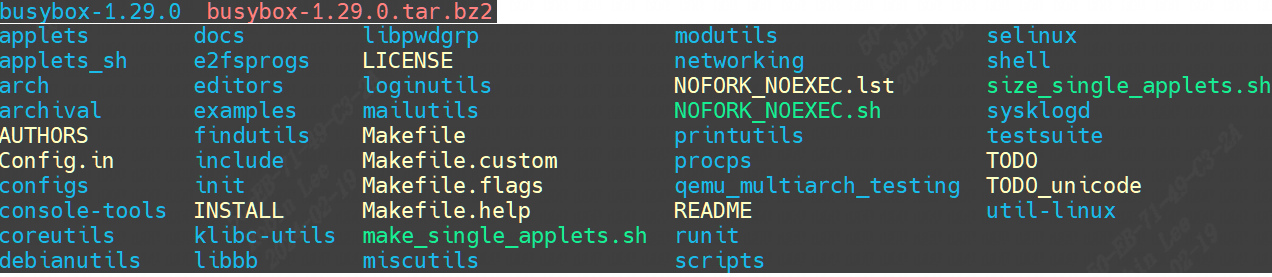 busybox-1.29.0 busybox-1.29.0.tar.bz2
applets docs libpwdgrp modutils selinux
applets_sh e2fsprogs LICENSE networking shell
arch editors loginutils NOFORK_NOEXEC.lst size_single_applets.sh
archival examples mailutils NOFORK_NOEXEC.sh sysklogd
AUTHORS findutils Makefile printutils testsuite
Config.in include Makefile.custom procps TODO
configs init Makefile.flags qemu_multiarch_testing TODO_unicode
console-tools INSTALL Makefile.help README util-linux
coreutils klibc-utils make_single_applets.sh runit
debianutils libbb miscutils scripts